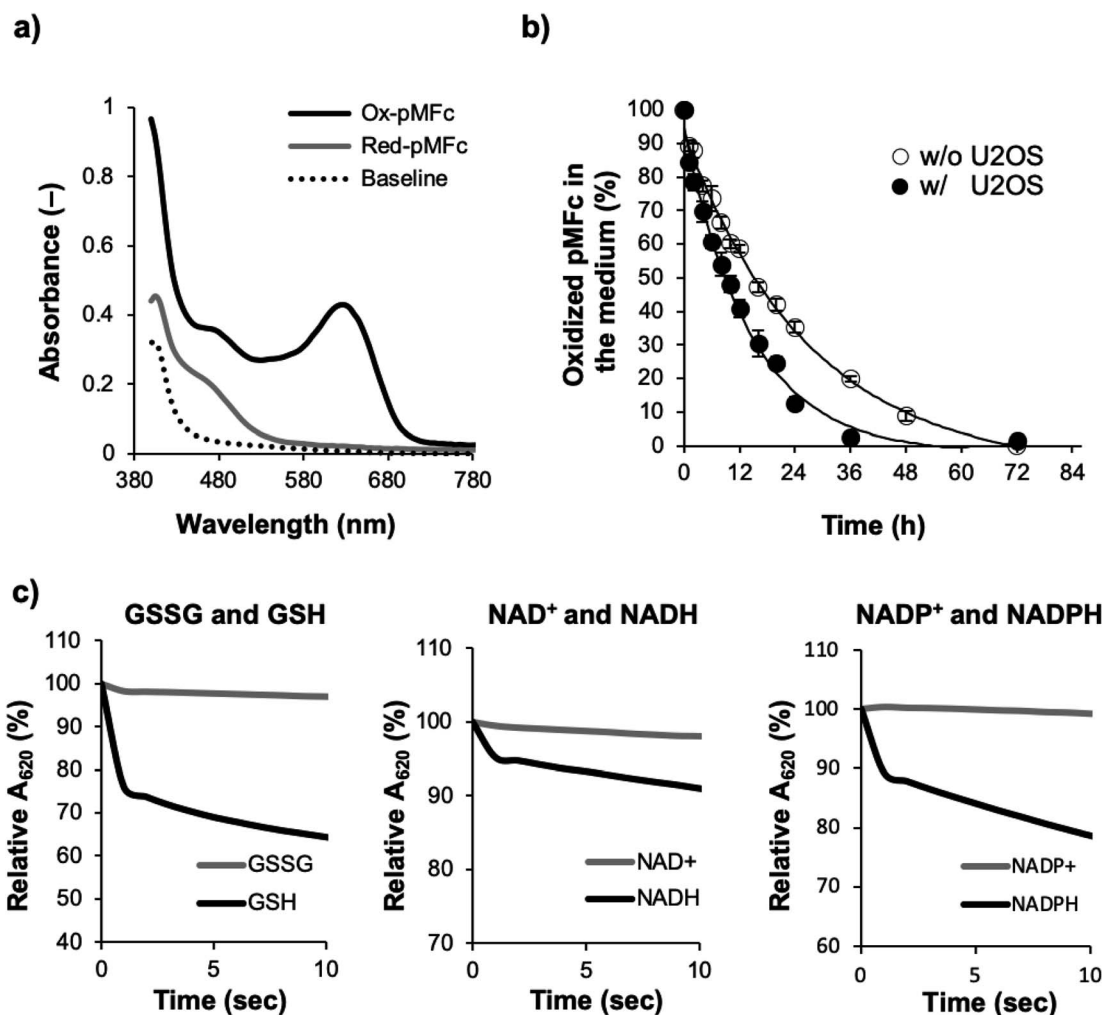 a)
1
0.8
0.6
0.4
0.2
0
380
480
580
680
780
Absorbance (–)
Wavelength (nm)
Ox-pMFc
Red-pMFc
Baseline
b)
100
90
80
70
60
50
40
30
20
10
0
0
12
24
36
48
60
72
84
Oxidized pMFc in
the medium (%)
Time (h)
w/o U2OS
w/ U2OS
c)
GSSG and GSH
110
100
90
80
70
60
50
40
0
5
10
Relative A₆₂₀ (%)
Time (sec)
GSSG
GSH
NAD⁺ and NADH
110
100
90
80
70
0
5
10
Relative A₆₂₀ (%)
Time (sec)
NAD+
NADH
NADP⁺ and NADPH
110
100
90
80
70
60
0
5
10
Relative A₆₂₀ (%)
Time (sec)
NADP+
NADPH